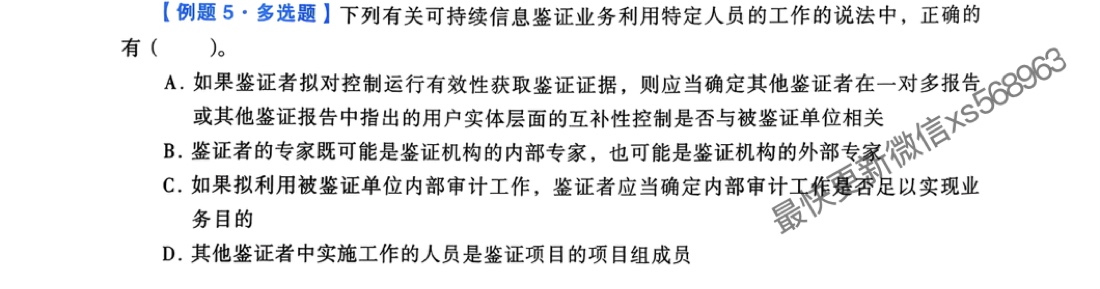 【例题 5·多选题】下列有关可持续信息鉴证业务利用特定人员的工作的说法中，正确的
有（　　）。
A. 如果鉴证者拟对控制运行有效性获取鉴证证据，则应当确定其他鉴证者在一对多报告
或其他鉴证报告中指出的用户实体层面的互补性控制是否与被鉴证单位相关
B. 鉴证者的专家既可能是鉴证机构的内部专家，也可能是鉴证机构的外部专家
C. 如果拟利用被鉴证单位内部审计工作，鉴证者应当确定内部审计工作是否足以实现业
务目的
D. 其他鉴证者中实施工作的人员是鉴证项目的项目组成员
最快更新微信xs568963